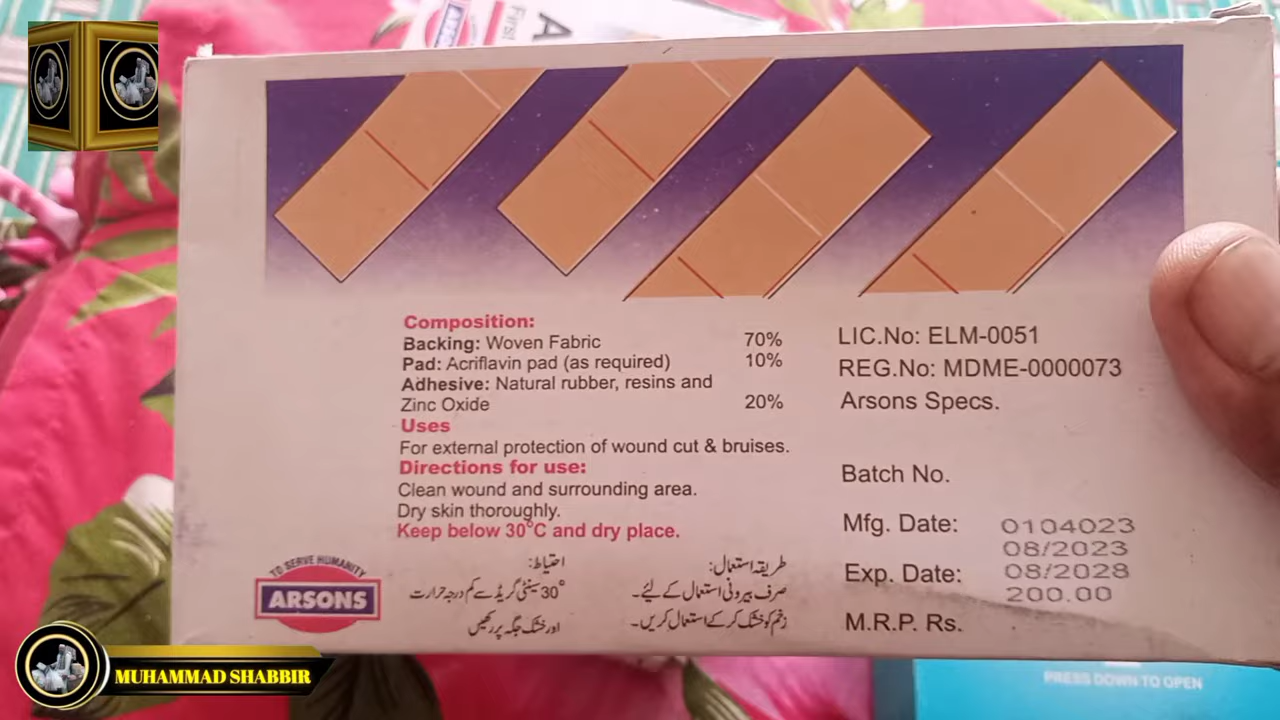 ARSONS
First
Composition:
Backing: Woven Fabric 70%
Pad: Acriflavin pad (as required) 10%
Adhesive: Natural rubber, resins and
Zinc Oxide 20%
Uses
For external protection of wound cut & bruises.
Directions for use:
Clean wound and surrounding area.
Dry skin thoroughly.
Keep below 30°C and dry place.
LIC.No: ELM-0051
REG.No: MDME-0000073
Arsons Specs.
Batch No.
Mfg. Date: 0104023
08/2023
Exp. Date: 08/2028
200.00
M.R.P. Rs.
طریقہ استعمال:
صرف بیرونی استعمال کے لیئے۔
زخم کو خشک کر کے استعمال کریں۔
احتیاط:
30° سینٹی گریڈ سے کم درجہ حرارت
اور خشک جگہ پر رکھیں
TO SERVE HUMANITY
ARSONS
MUHAMMAD SHABBIR
PRESS DOWN TO OPEN